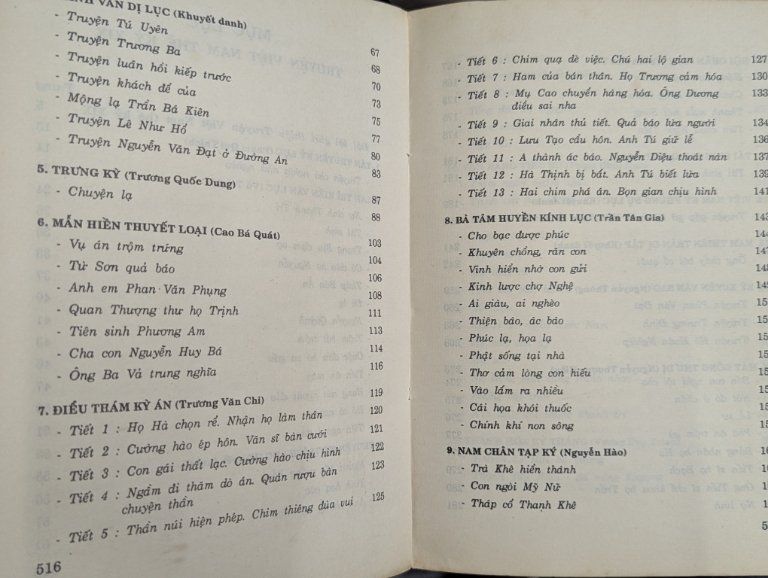 VĂN DỊ LỤC (Khuyết danh)
- Truyện Tú Uyên 67
- Truyện Trương Ba 68
- Truyện luân hồi kiếp trước 70
- Truyện khách đế của 73
- Mộng lạ Trần Bá Kiên 75
- Truyện Lê Như Hổ 77
- Truyện Nguyễn Văn Đạt ở Đường An 80
83
5. TRƯNG KỲ (Trương Quốc Dung)
- Chuyện lạ 87
88
6. MẪN HIÊN THUYẾT LOẠI (Cao Bá Quát) 103
- Vụ án trộm trứng 104
- Từ Sơn quả báo 106
- Anh em Phan Văn Phụng 108
- Quan Thượng thư họ Trịnh 111
- Tiên sinh Phương Am 113
- Cha con Nguyễn Huy Bá 114
- Ông Ba Vả trung nghĩa 116
7. ĐIỂU THÁM KỲ ÁN (Trương Văn Chi) 119
- Tiết 1 : Họ Hà chọn rể. Nhận họ làm thần 120
- Tiết 2 : Cường hào ép hôn. Văn sĩ bàn cưới 121
- Tiết 3 : Con gái thất lạc. Cường hào chịu hình 122
- Tiết 4 : Ngầm đi thăm dò án. Quán rượu bàn 123
chuyện thần
- Tiết 5 : Thần núi hiện phép. Chim thiêng đùa vui 125
516
- Tiết 6 : Chim quạ dè việc. Chú hai lộ gian 127
- Tiết 7 : Ham của bán thân. Họ Trương cảm hóa 130
- Tiết 8 : Mụ Cao chuyển hàng hóa. Ông Dương 133
điều sai nha
- Tiết 9 : Giai nhân thủ tiết. Quả báo lừa người 134
- Tiết 10 : Lưu Tạo cầu hôn. Anh Tú giữ lễ 136
- Tiết 11 : A thành ác báo. Nguyễn Diệu thoát nạn 137
- Tiết 12 : Hà Thịnh bị bắt. Anh Tú biết lừa 139
- Tiết 13 : Hai chim phá án. Bọn gian chịu hình 141
8. BÀ TÂM HUYỀN KÍNH LỤC (Trần Tân Gia)
- Cho bạc được phúc
- Khuyên chồng, răn con
- Vinh hiển nhờ con gửi
- Kinh lược chợ Nghệ
- Ai giàu, ai nghèo
- Thiện báo, ác báo
- Phúc lạ, họa lạ
- Phật sống tại nhà
- Thơ cảm lòng con hiếu
- Vào lắm ra nhiều
- Cái họa khói thuốc
- Chính khí non sông
9. NAM CHÂN TẠP KÝ (Nguyễn Hào)
- Trà Khê hiển thánh
- Con ngòi Mỹ Nữ
- Tháp cổ Thanh Khê